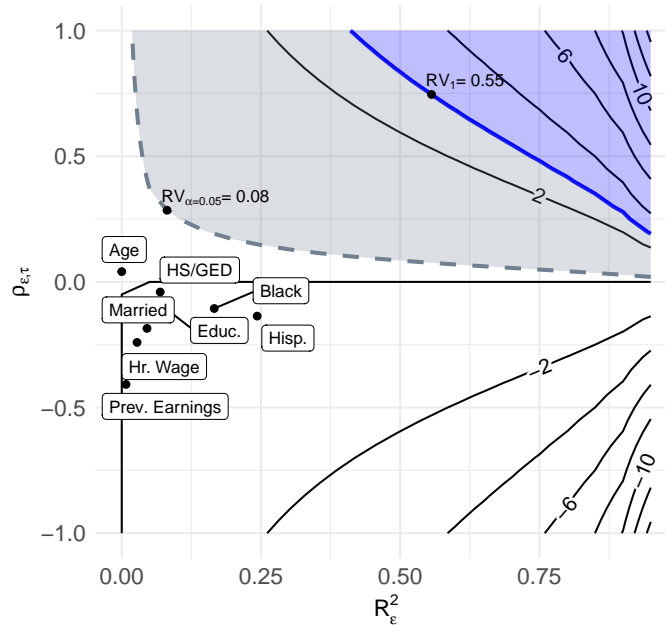 1.0
0.5
0.0
−0.5
−1.0
ρε,τ
6
10
RV1= 0.55
2
RVα=0.05= 0.08
Age
HS/GED
Black
Married
Educ.
Hisp.
Hr. Wage
Prev. Earnings
−2
−6
−10
0.00
0.25
0.50
0.75
R²ε